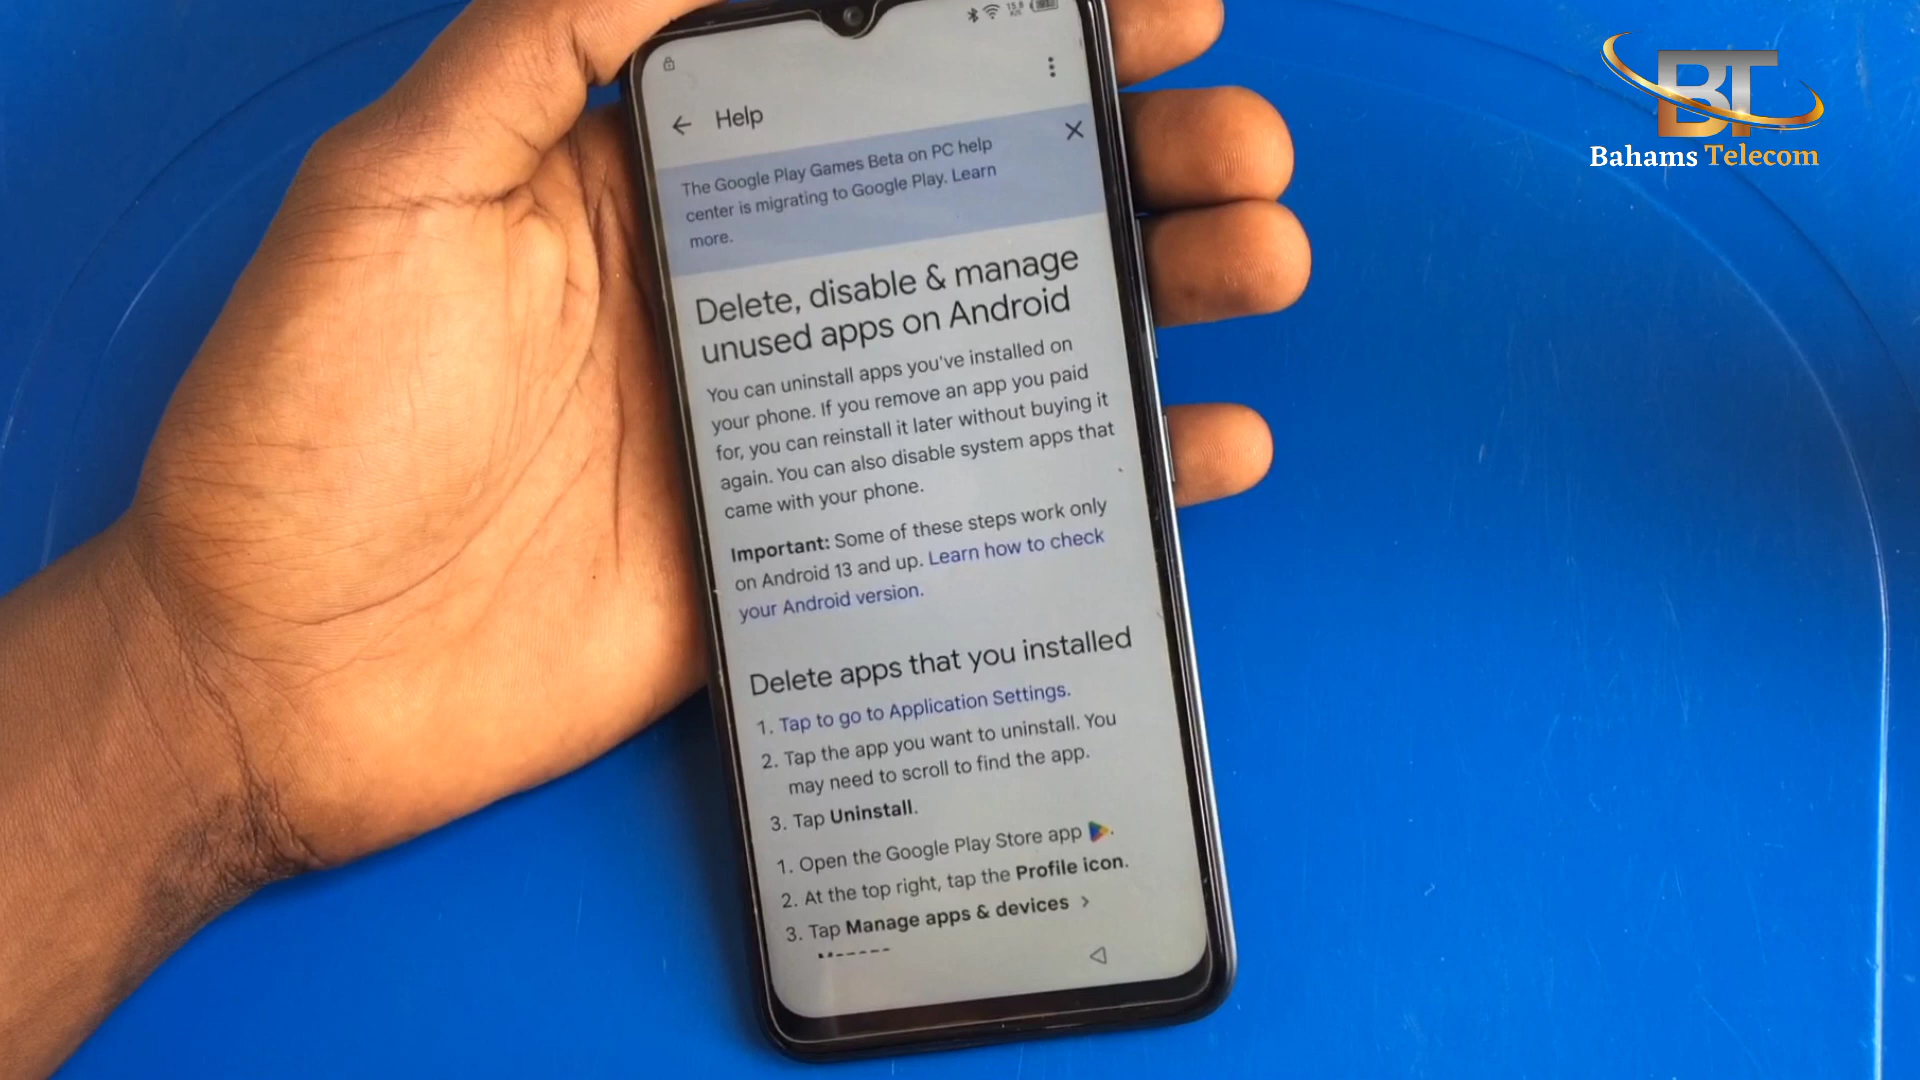 BT
Bahams Telecom
Help
The Google Play Games Beta on PC help
center is migrating to Google Play. Learn
more.
Delete, disable & manage
unused apps on Android
You can uninstall apps you've installed on
your phone. If you remove an app you paid
for, you can reinstall it later without buying it
again. You can also disable system apps that
came with your phone.
Important: Some of these steps work only
on Android 13 and up. Learn how to check
your Android version.
Delete apps that you installed
1. Tap to go to Application Settings.
2. Tap the app you want to uninstall. You
may need to scroll to find the app.
3. Tap Uninstall.
1. Open the Google Play Store app
2. At the top right, tap the Profile icon.
3. Tap Manage apps & devices >